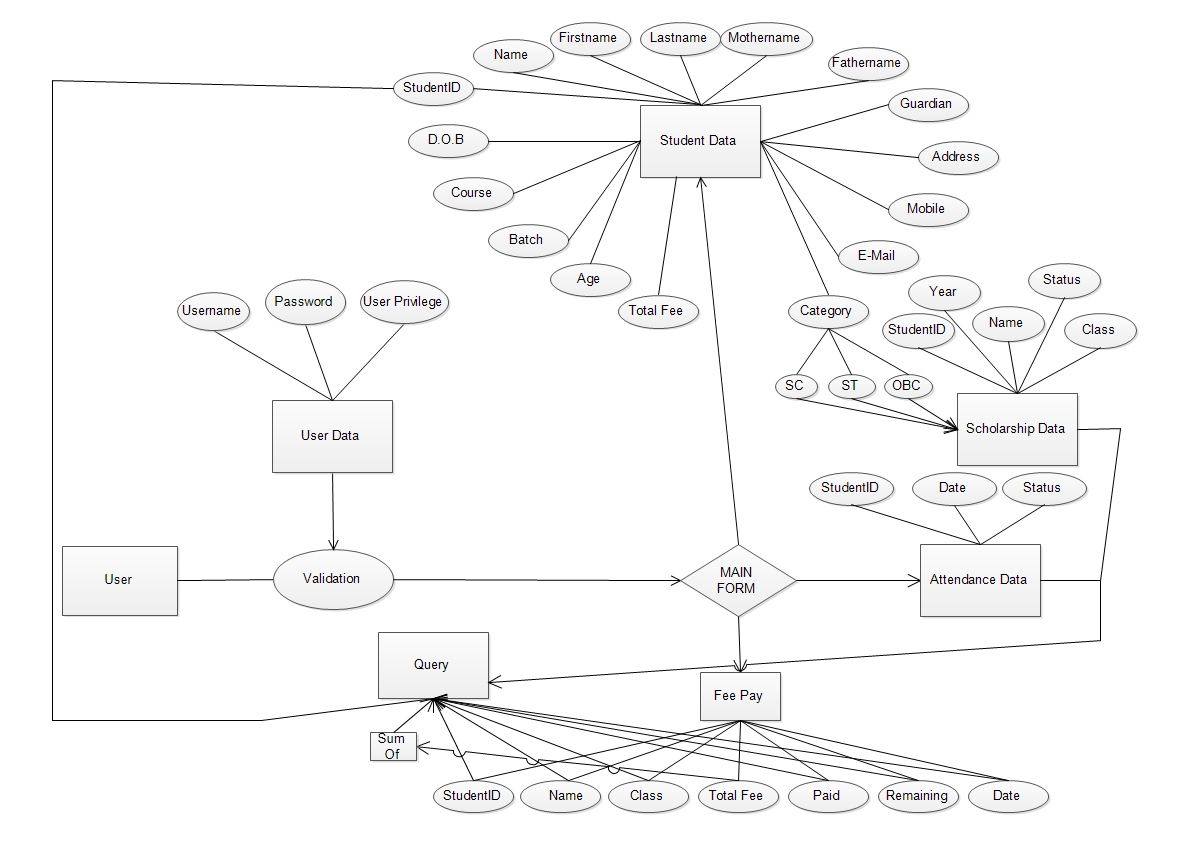 Firstname
Lastname
Mothername
Name
Fathername
StudentID
Guardian
D.O.B
Student Data
Address
Course
Mobile
Batch
E-Mail
Age
Total Fee
Category
Username
Password
User Privilege
Year
Status
StudentID
Name
Class
SC
ST
OBC
User Data
Scholarship Data
StudentID
Date
Status
User
Validation
MAIN
FORM
Attendance Data
Query
Fee Pay
Sum
Of
StudentID
Name
Class
Total Fee
Paid
Remaining
Date